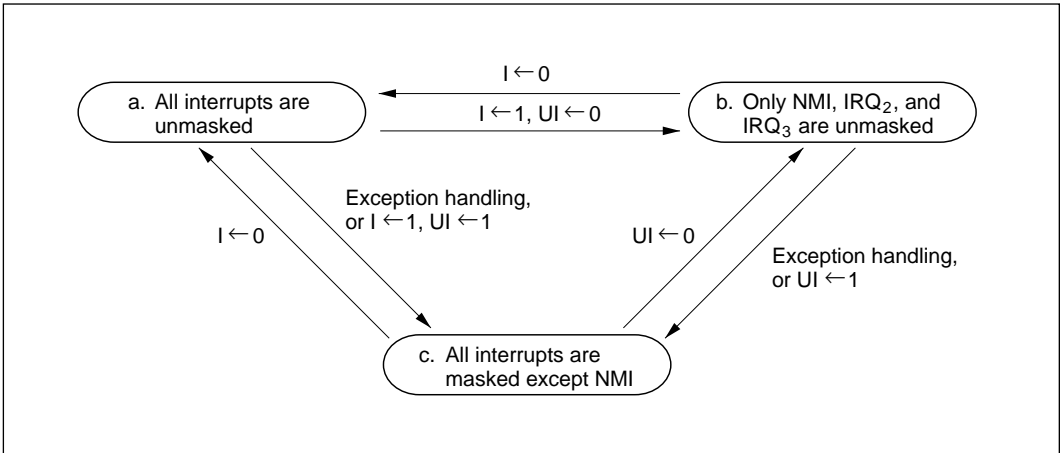 I ← 0
a. All interrupts are
unmasked
I ← 1, UI ← 0
b. Only NMI, IRQ₂, and
IRQ₃ are unmasked
Exception handling,
or I ← 1, UI ← 1
I ← 0
UI ← 0
Exception handling,
or UI ← 1
c. All interrupts are
masked except NMI